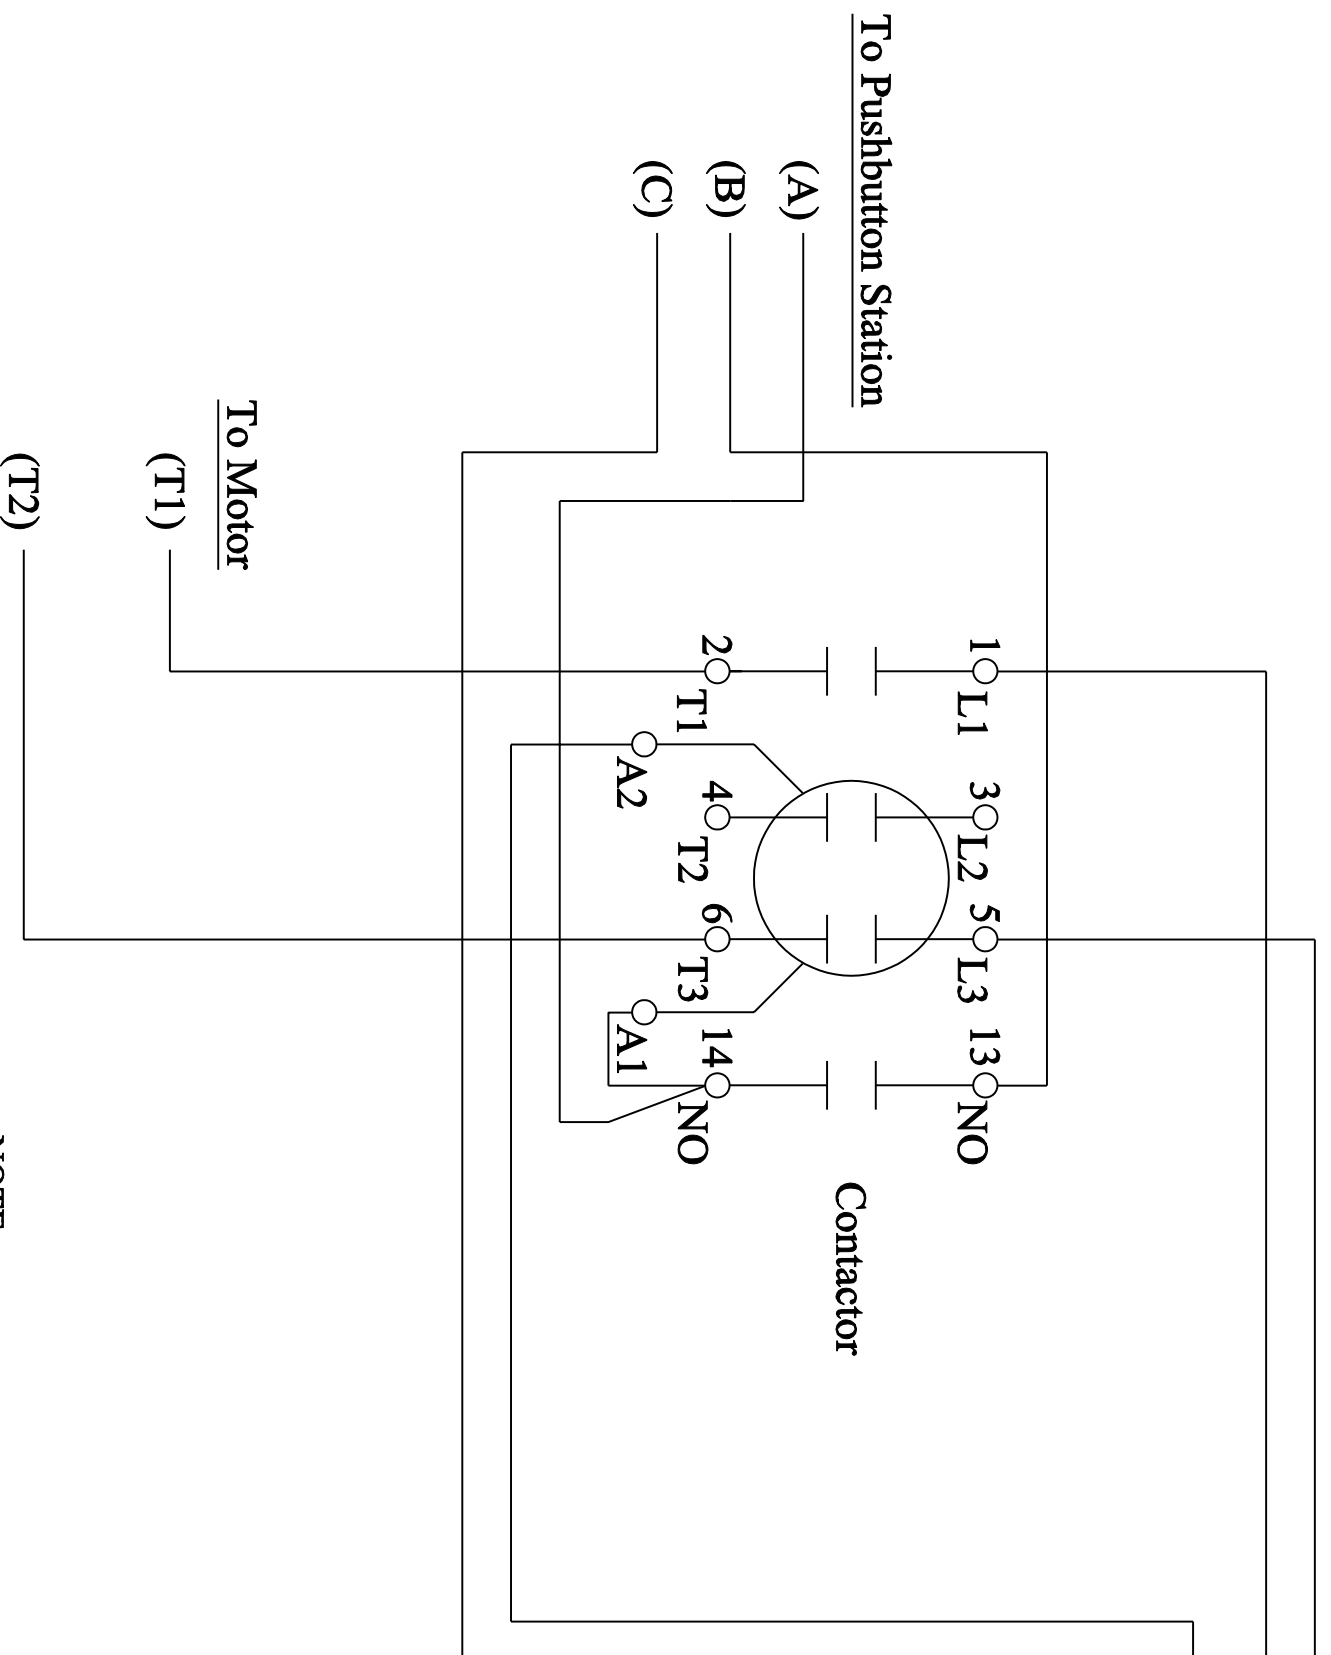 To Pushbutton Station
(A)
(B)
(C)
1 L1 3 L2 5 L3 13 NO
Contactor
2 T1 4 T2 6 T3 14 NO
A2 A1
To Motor
(T1)
(T2)